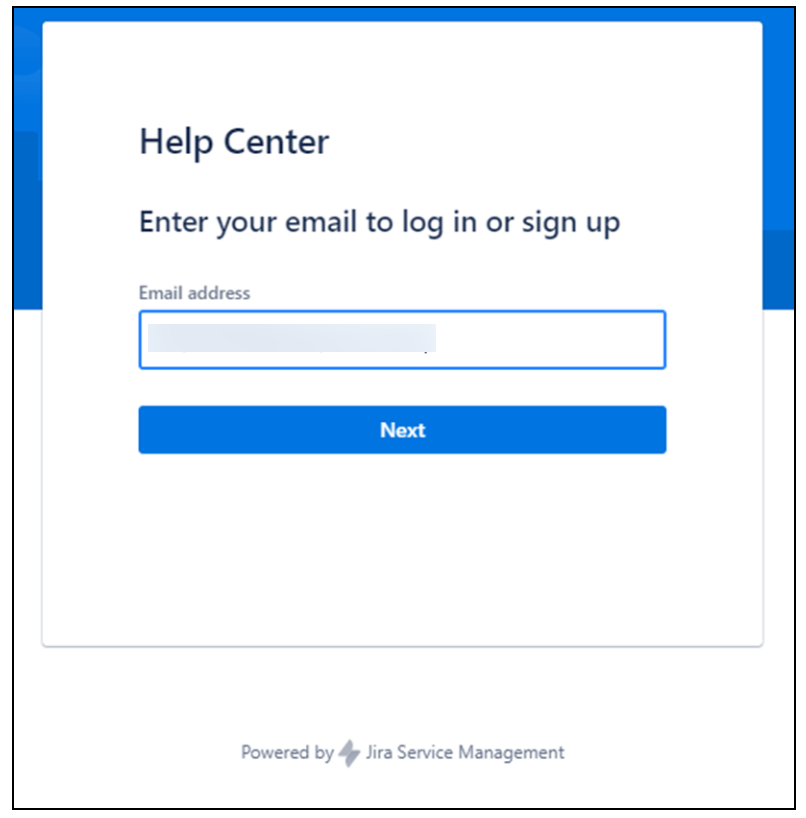 Help Center
Enter your email to log in or sign up
Email address
Next
Powered by Jira Service Management